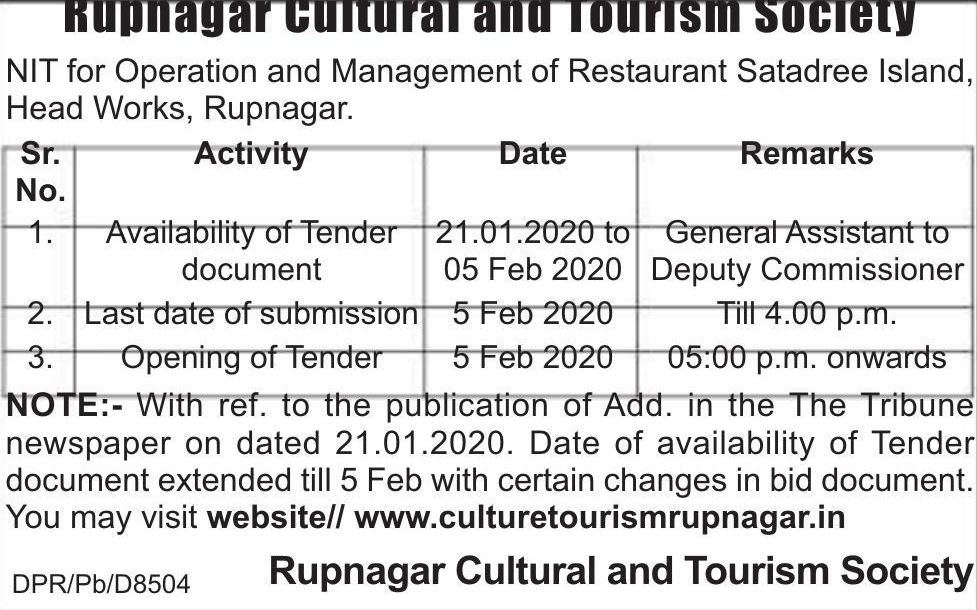 Rupnagar Cultural and Tourism Society
NIT for Operation and Management of Restaurant Satadree Island,
Head Works, Rupnagar.
Sr. No. Activity Date Remarks
1. Availability of Tender document 21.01.2020 to 05 Feb 2020 General Assistant to Deputy Commissioner
2. Last date of submission 5 Feb 2020 Till 4.00 p.m.
3. Opening of Tender 5 Feb 2020 05:00 p.m. onwards
NOTE:- With ref. to the publication of Add. in the The Tribune
newspaper on dated 21.01.2020. Date of availability of Tender
document extended till 5 Feb with certain changes in bid document.
You may visit website// www.culturetourismrupnagar.in
DPR/Pb/D8504 Rupnagar Cultural and Tourism Society